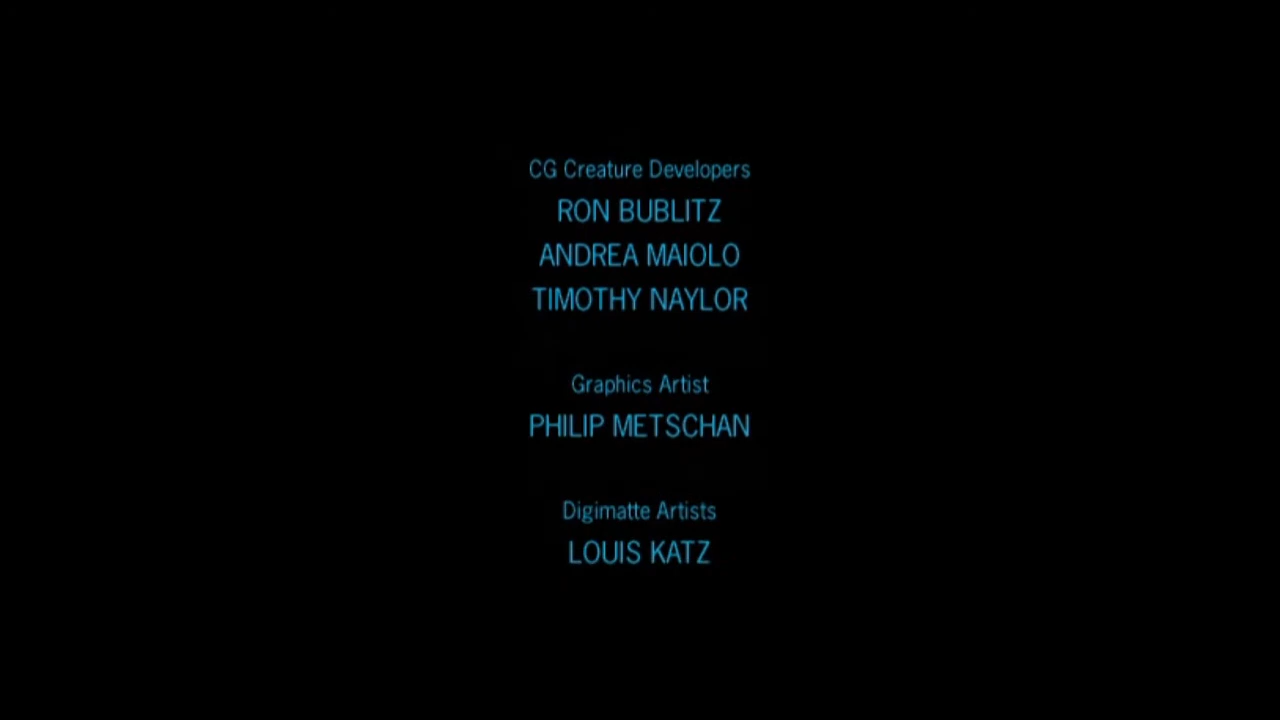 CG Creature Developers
RON BUBLITZ
ANDREA MAIOLO
TIMOTHY NAYLOR
Graphics Artist
PHILIP METSCHAN
Digimatte Artists
LOUIS KATZ